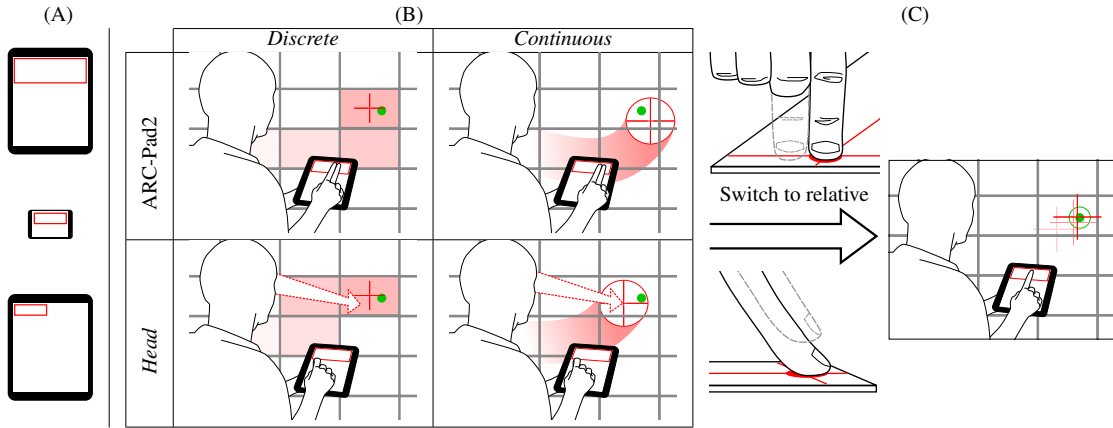 (A)
(B)
(C)
Discrete
Continuous
ARC-Pad2
Switch to relative
Head